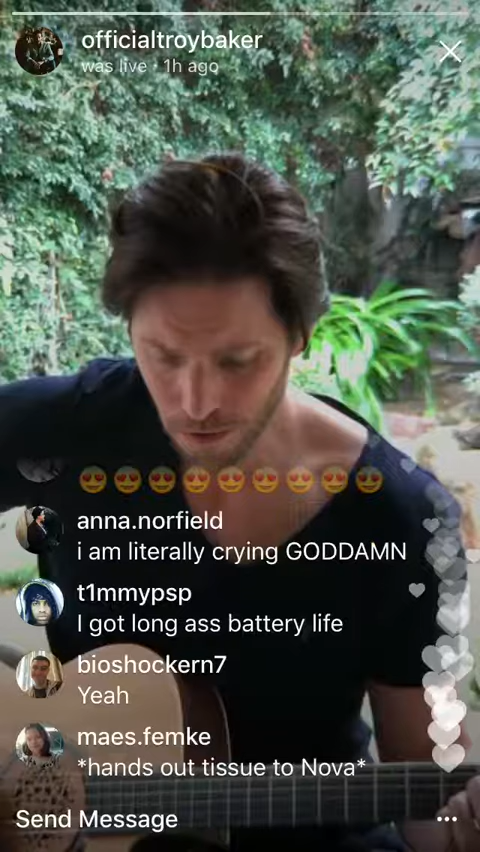 officialtroybaker
was live • 1h ago
😍😍😍😍😍😍😍😍😍
anna.norfield
i am literally crying GODDAMN
t1mmypsp
I got long ass battery life
bioshockern7
Yeah
maes.femke
*hands out tissue to Nova*
Send Message